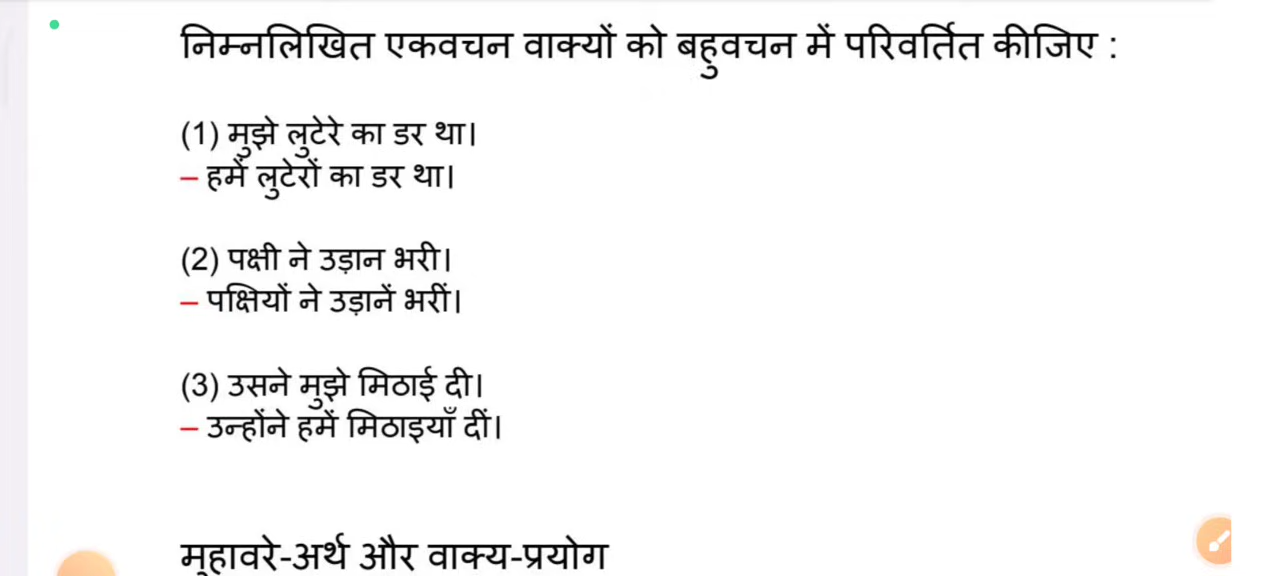 निम्नलिखित एकवचन वाक्यों को बहुवचन में परिवर्तित कीजिए :
(1) मुझे लुटेरे का डर था।
– हमें लुटेरों का डर था।
(2) पक्षी ने उड़ान भरी।
– पक्षियों ने उड़ानें भरीं।
(3) उसने मुझे मिठाई दी।
– उन्होंने हमें मिठाइयाँ दीं।
मुहावरे-अर्थ और वाक्य-प्रयोग